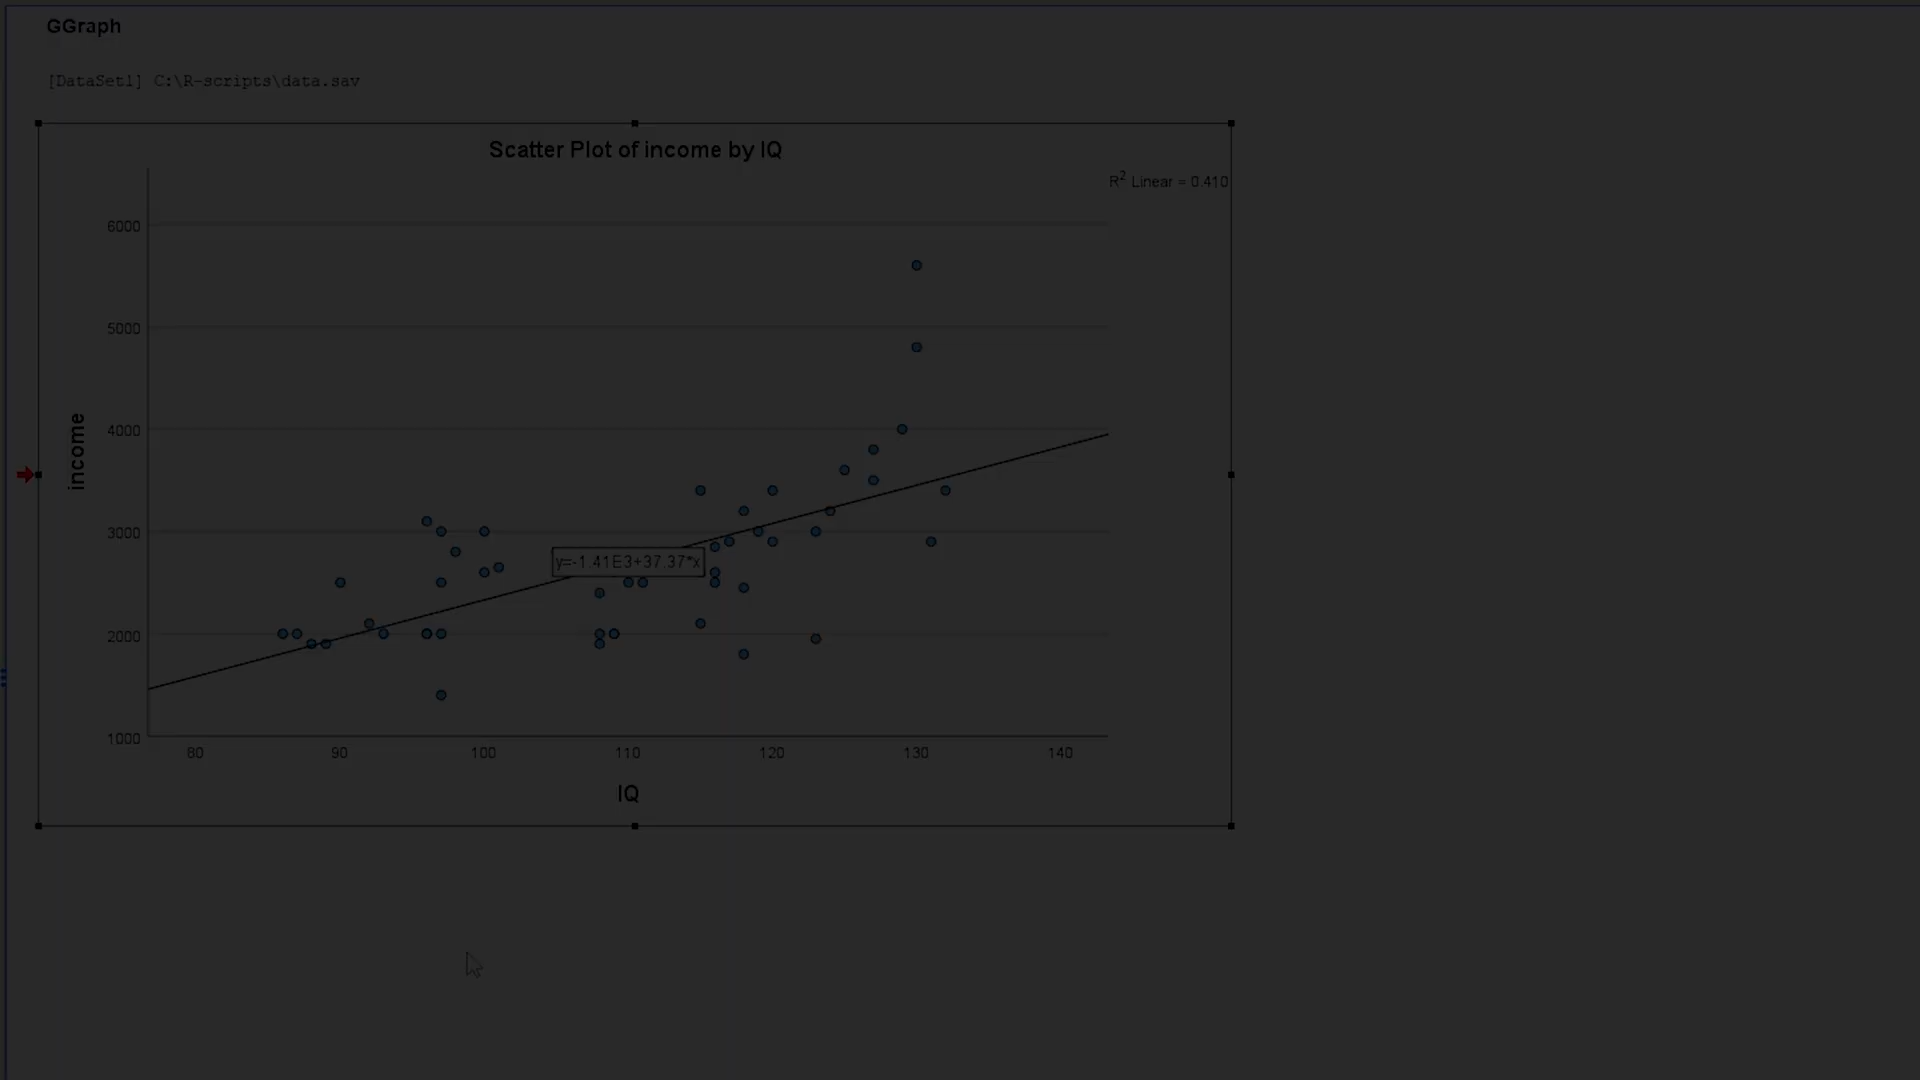 GGraph
[DataSet1] C:\R-scripts\data.sav
Scatter Plot of income by IQ
R2 Linear = 0.410
6000
5000
4000
3000
2000
1000
income
y=-1.41E3+37.37*x
80 90 100 110 120 130 140
IQ